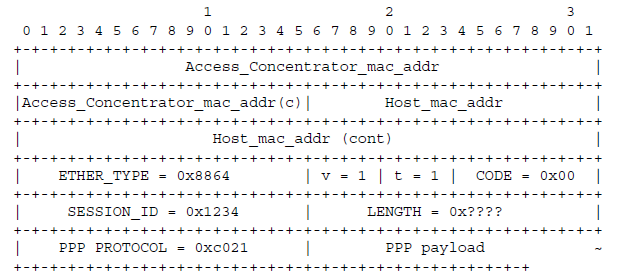 1                   2                   3
 0 1 2 3 4 5 6 7 8 9 0 1 2 3 4 5 6 7 8 9 0 1 2 3 4 5 6 7 8 9 0 1
+-+-+-+-+-+-+-+-+-+-+-+-+-+-+-+-+-+-+-+-+-+-+-+-+-+-+-+-+-+-+-+-+
|                  Access_Concentrator_mac_addr                 |
+-+-+-+-+-+-+-+-+-+-+-+-+-+-+-+-+-+-+-+-+-+-+-+-+-+-+-+-+-+-+-+-+
|Access_Concentrator_mac_addr(c)|        Host_mac_addr          |
+-+-+-+-+-+-+-+-+-+-+-+-+-+-+-+-+-+-+-+-+-+-+-+-+-+-+-+-+-+-+-+-+
|                     Host_mac_addr (cont)                      |
+-+-+-+-+-+-+-+-+-+-+-+-+-+-+-+-+-+-+-+-+-+-+-+-+-+-+-+-+-+-+-+-+
|    ETHER_TYPE = 0x8864        | v = 1 | t = 1 |  CODE = 0x00  |
+-+-+-+-+-+-+-+-+-+-+-+-+-+-+-+-+-+-+-+-+-+-+-+-+-+-+-+-+-+-+-+-+
|     SESSION_ID = 0x1234       |      LENGTH = 0x????          |
+-+-+-+-+-+-+-+-+-+-+-+-+-+-+-+-+-+-+-+-+-+-+-+-+-+-+-+-+-+-+-+-+
|    PPP PROTOCOL = 0xc021      |        PPP payload            ~
+-+-+-+-+-+-+-+-+-+-+-+-+-+-+-+-+-+-+-+-+-+-+-+-+-+-+-+-+